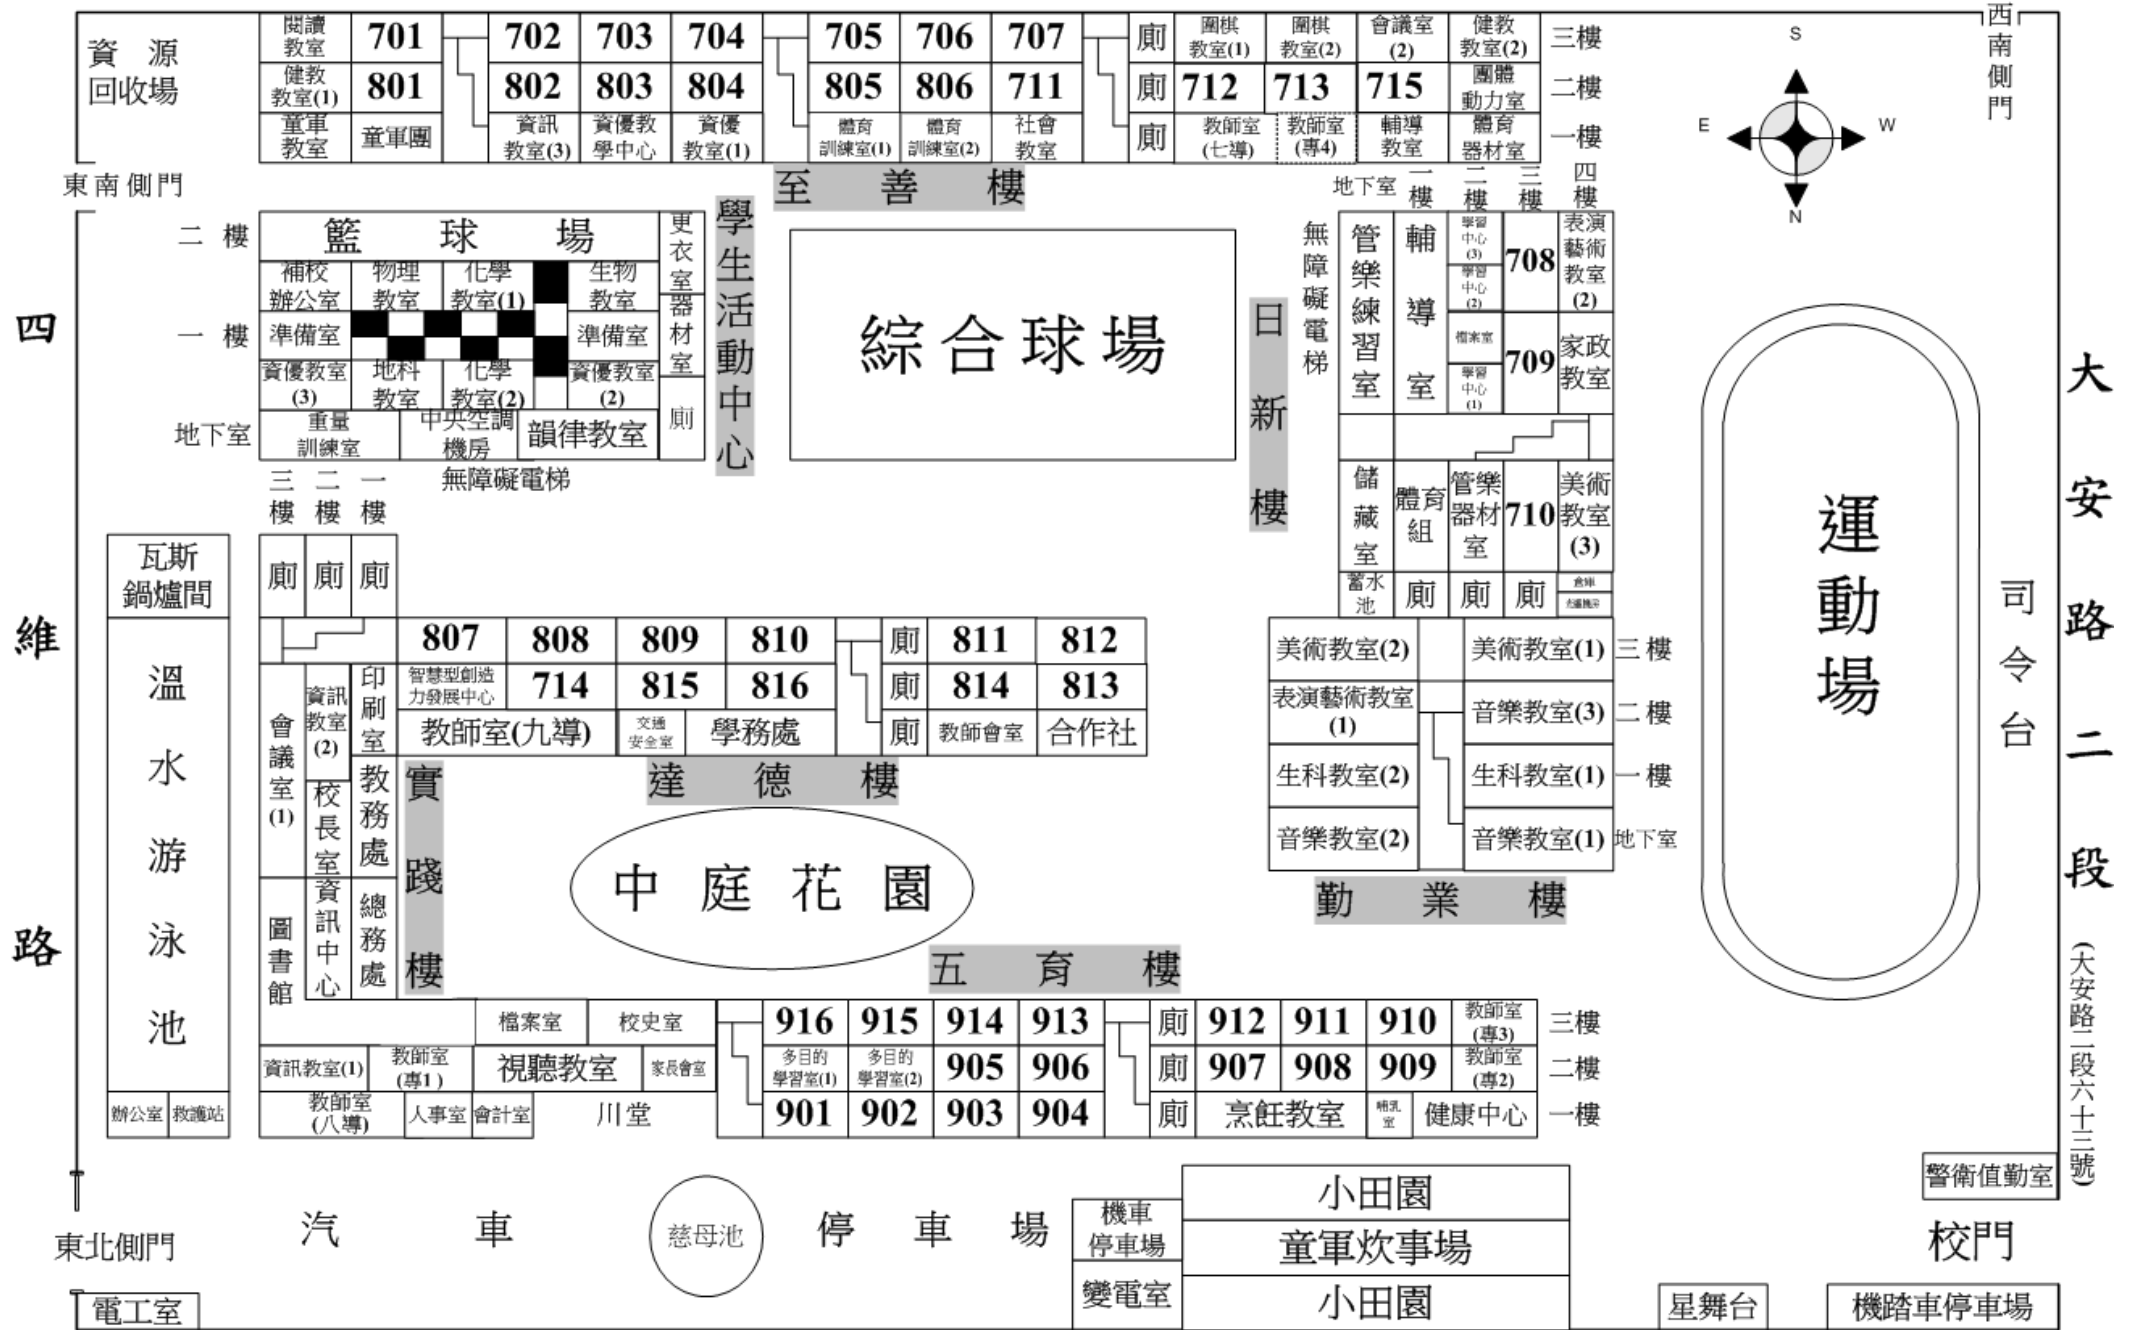 資源
回收場
閱讀
教室
701
702
703
704
705
706
707
廁
圍棋
教室(1)
圍棋
教室(2)
會議室
(2)
健教
教室(2)
三樓
健教
教室(1)
801
802
803
804
805
806
711
廁
712
713
715
團體
動力室
二樓
童軍
教室
童軍團
資訊
教室(3)
資優教
學中心
資優
教室(1)
體育
訓練室(1)
體育
訓練室(2)
社會
教室
廁
教師室
(七導)
教師室
(專4)
輔導
教室
體育
器材室
一樓
至善樓
西南側門
S
E
W
N
東南側門
二樓
籃球場
更衣室
補校
辦公室
物理
教室
化學
教室(1)
生物
教室
器材室
一樓
準備室
準備室
資優教室
(3)
地科
教室
化學
教室(2)
資優教室
(2)
廁
地下室
重量
訓練室
中央空調
機房
韻律教室
學生活動中心
無障礙電梯
綜合球場
日新樓
無障礙電梯
地下室
一樓
二樓
三樓
四樓
管樂練習室
輔導室
學習
中心
(3)
學習
中心
(2)
檔案室
學習
中心
(1)
708
709
表演
藝術
教室
(2)
家政
教室
儲藏室
體育
組
管樂
器材
室
710
美術
教室
(3)
蓄水
池
廁
廁
廁
倉庫
運動場
司令台
大安路二段
(大安路二段六十三號)
四維路
三樓
二樓
一樓
瓦斯
鍋爐間
溫水游泳池
辦公室
救護站
廁
廁
廁
807
808
809
810
廁
811
812
智慧型創造
力發展中心
714
815
816
廁
814
813
教師室(九導)
交通
安全室
學務處
廁
教師會室
合作社
會議室(1)
資訊
教室
(2)
印刷室
校長室
教務處
圖書館
資訊中心
總務處
實踐樓
達德樓
中庭花園
五育樓
美術教室(2)
美術教室(1)
三樓
表演藝術教室
(1)
音樂教室(3)
二樓
生科教室(2)
生科教室(1)
一樓
音樂教室(2)
音樂教室(1)
地下室
勤業樓
檔案室
校史室
916
915
914
913
廁
912
911
910
教師室
(專3)
三樓
資訊教室(1)
教師室
(專1)
視聽教室
家長會室
多目的
學習室(1)
多目的
學習室(2)
905
906
廁
907
908
909
教師室
(專2)
二樓
教師室
(八導)
人事室
會計室
川堂
901
902
903
904
廁
烹飪教室
哺乳
室
健康中心
一樓
東北側門
電工室
汽車停車場
慈母池
機車
停車場
變電室
小田園
童軍炊事場
小田園
警衛值勤室
校門
星舞台
機踏車停車場